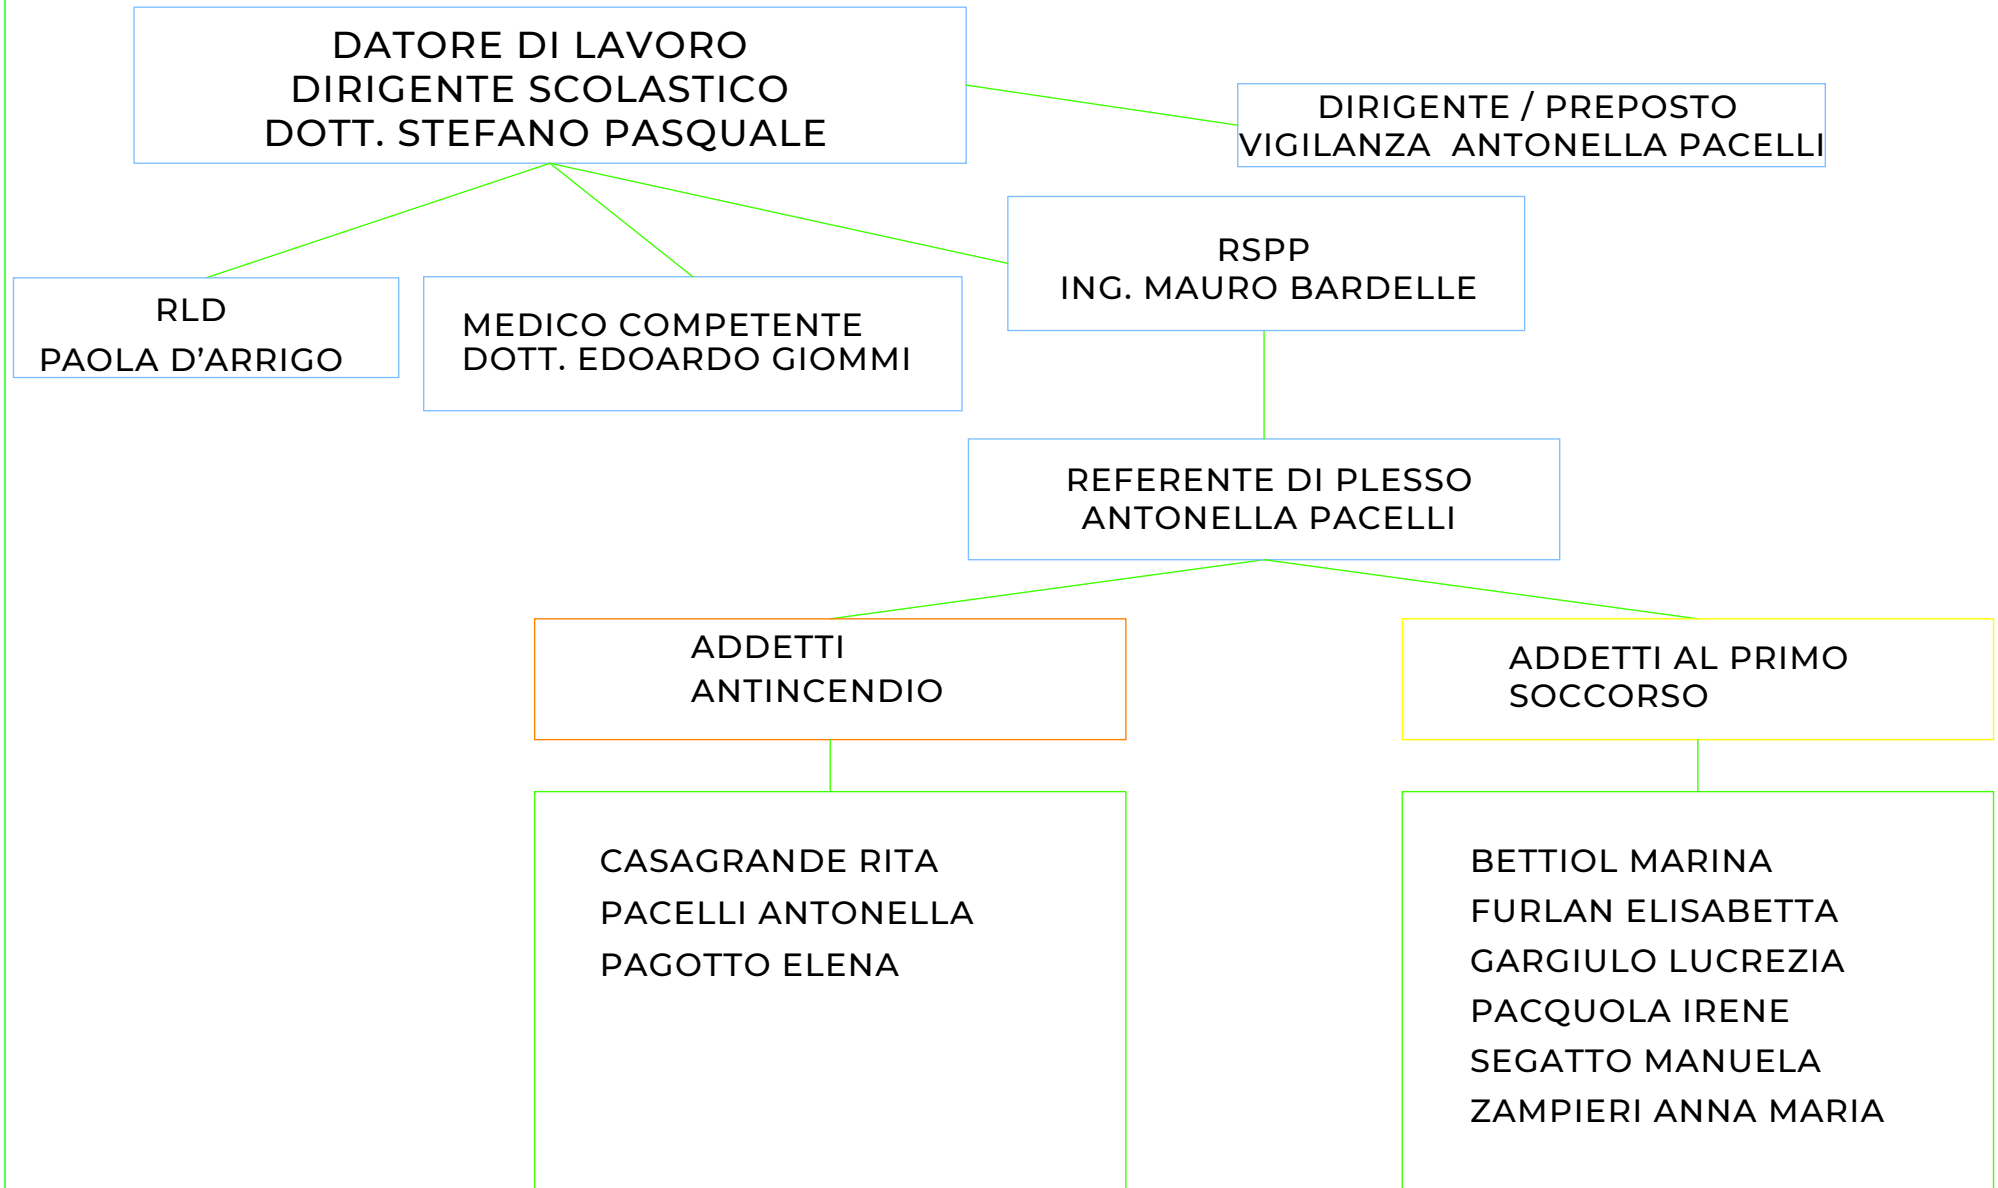 DATORE DI LAVORO
DIRIGENTE SCOLASTICO
DOTT. STEFANO PASQUALE
DIRIGENTE / PREPOSTO
VIGILANZA ANTONELLA PACELLI
RLD
PAOLA D’ARRIGO
MEDICO COMPETENTE
DOTT. EDOARDO GIOMMI
RSPP
ING. MAURO BARDELLE
REFERENTE DI PLESSO
ANTONELLA PACELLI
ADDETTI
ANTINCENDIO
CASAGRANDE RITA
PACELLI ANTONELLA
PAGOTTO ELENA
ADDETTI AL PRIMO
SOCCORSO
BETTIOL MARINA
FURLAN ELISABETTA
GARGIULO LUCREZIA
PACQUOLA IRENE
SEGATTO MANUELA
ZAMPIERI ANNA MARIA